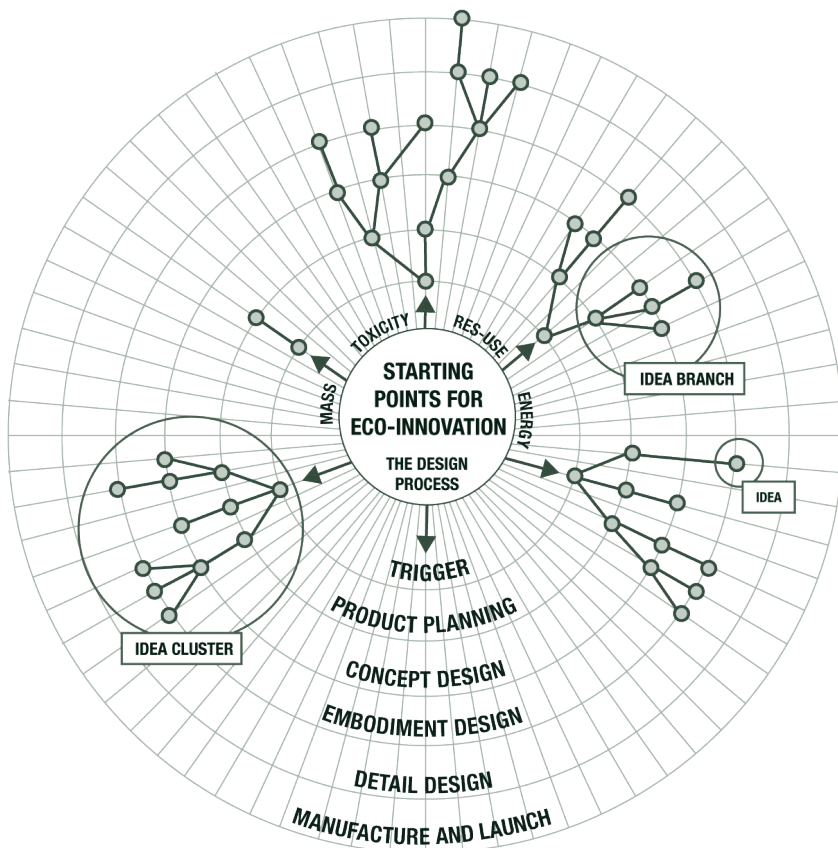 TOXICITY
RES-USE
MASS
ENERGY
STARTING
POINTS FOR
ECO-INNOVATION
THE DESIGN
PROCESS
IDEA BRANCH
IDEA
IDEA CLUSTER
TRIGGER
PRODUCT PLANNING
CONCEPT DESIGN
EMBODIMENT DESIGN
DETAIL DESIGN
MANUFACTURE AND LAUNCH